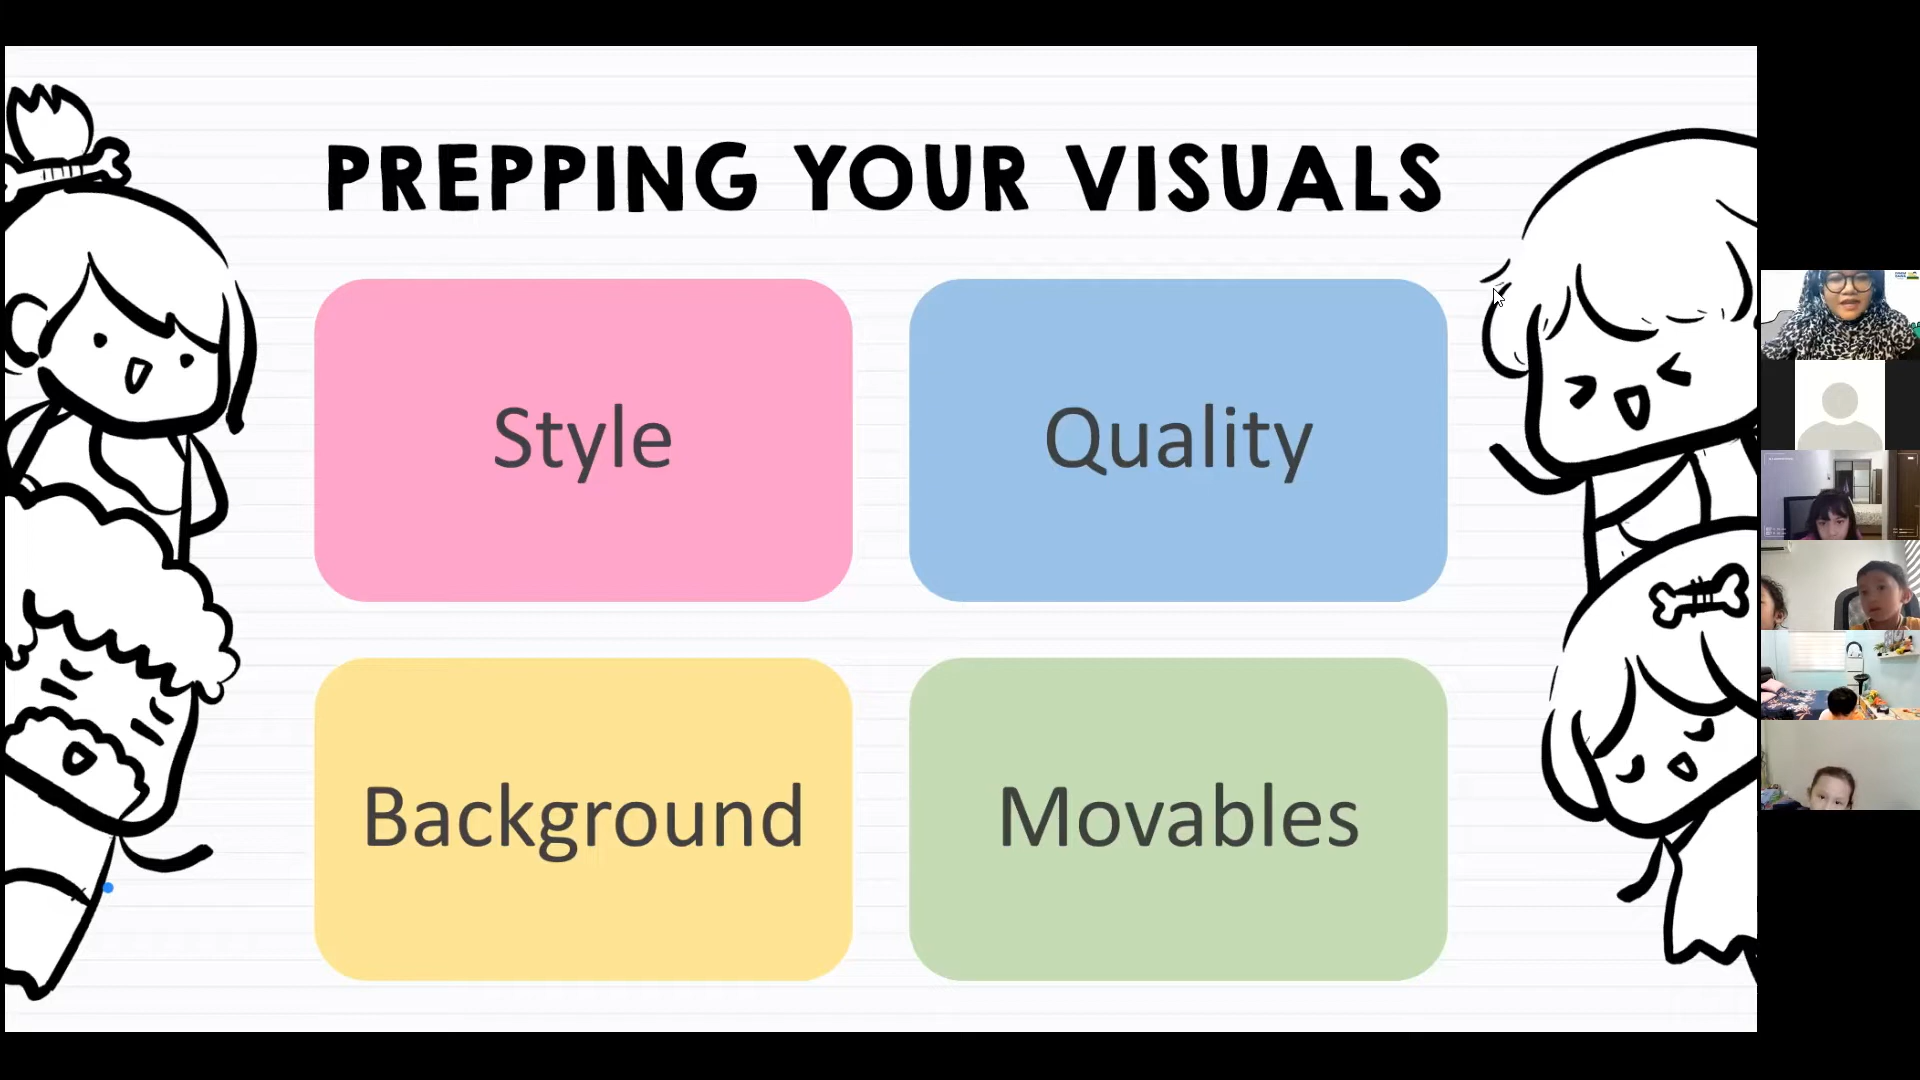 PREPPING YOUR VISUALS
Style
Quality
Background
Movables